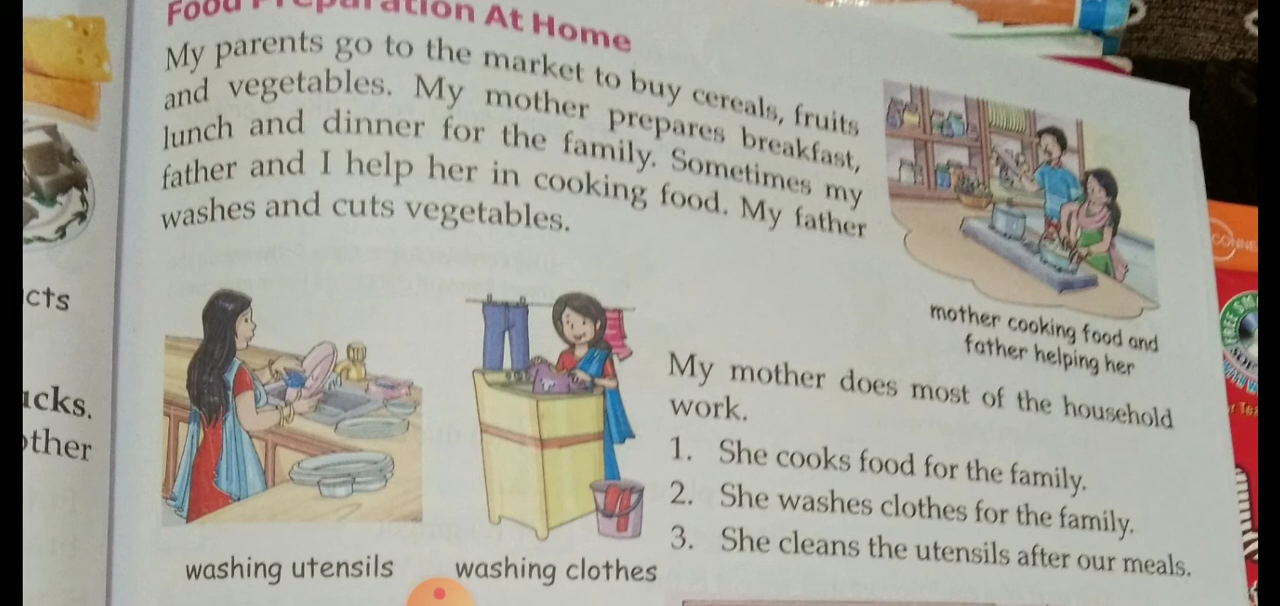 Food Preparation At Home
My parents go to the market to buy cereals, fruits
and vegetables. My mother prepares breakfast,
lunch and dinner for the family. Sometimes my
father and I help her in cooking food. My father
washes and cuts vegetables.
mother cooking food and
father helping her
My mother does most of the household
work.
1. She cooks food for the family.
2. She washes clothes for the family.
3. She cleans the utensils after our meals.
washing utensils
washing clothes
cts
cks.
ther
FREE